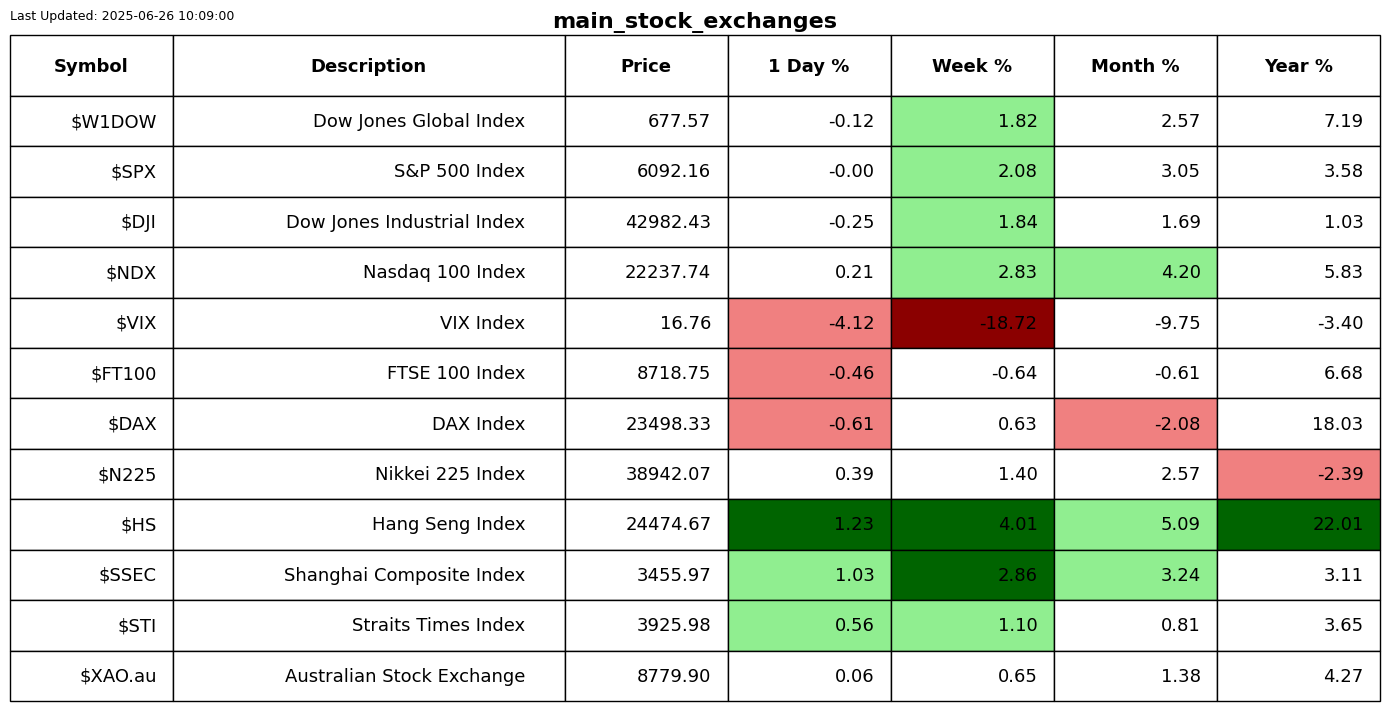 Last Updated: 2025-06-26 10:09:00
main_stock_exchanges
Symbol Description Price 1 Day % Week % Month % Year %
$W1DOW Dow Jones Global Index 677.57 -0.12 1.82 2.57 7.19
$SPX S&P 500 Index 6092.16 -0.00 2.08 3.05 3.58
$DJI Dow Jones Industrial Index 42982.43 -0.25 1.84 1.69 1.03
$NDX Nasdaq 100 Index 22237.74 0.21 2.83 4.20 5.83
$VIX VIX Index 16.76 -4.12 -18.72 -9.75 -3.40
$FT100 FTSE 100 Index 8718.75 -0.46 -0.64 -0.61 6.68
$DAX DAX Index 23498.33 -0.61 0.63 -2.08 18.03
$N225 Nikkei 225 Index 38942.07 0.39 1.40 2.57 -2.39
$HS Hang Seng Index 24474.67 1.23 4.01 5.09 22.01
$SSEC Shanghai Composite Index 3455.97 1.03 2.86 3.24 3.11
$STI Straits Times Index 3925.98 0.56 1.10 0.81 3.65
$XAO.au Australian Stock Exchange 8779.90 0.06 0.65 1.38 4.27